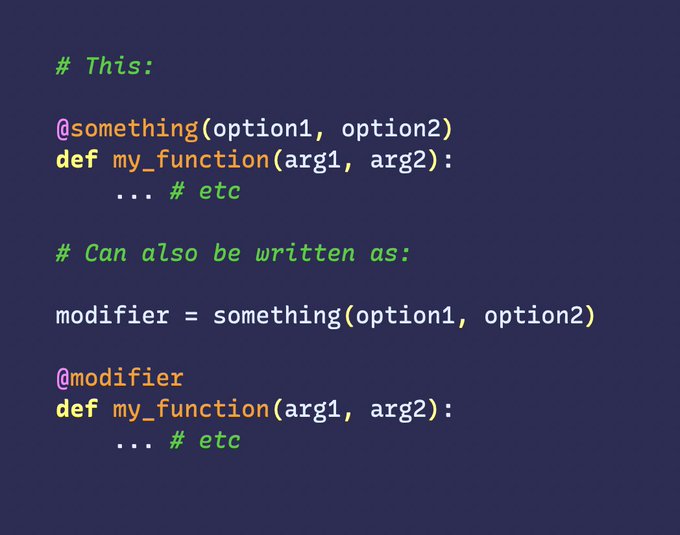 # This:
@something(option1, option2)
def my_function(arg1, arg2):
    ... # etc
# Can also be written as:
modifier = something(option1, option2)
@modifier
def my_function(arg1, arg2):
    ... # etc